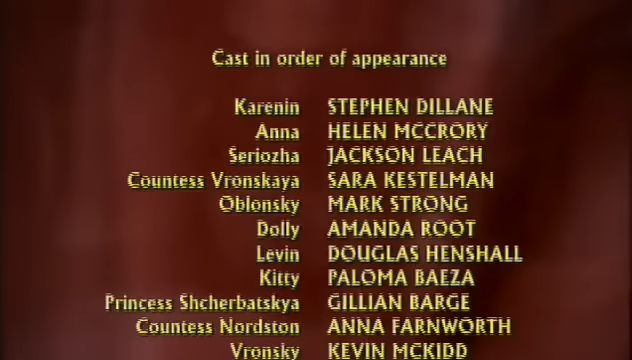 Cast in order of appearance
Karenin STEPHEN DILLANE
Anna HELEN MCCRORY
Seriozha JACKSON LEACH
Countess Vronskaya SARA KESTELMAN
Oblonsky MARK STRONG
Dolly AMANDA ROOT
Levin DOUGLAS HENSHALL
Kitty PALOMA BAEZA
Princess Shcherbatskya GILLIAN BARGE
Countess Nordston ANNA FARNWORTH
Vronsky KEVIN MCKIDD